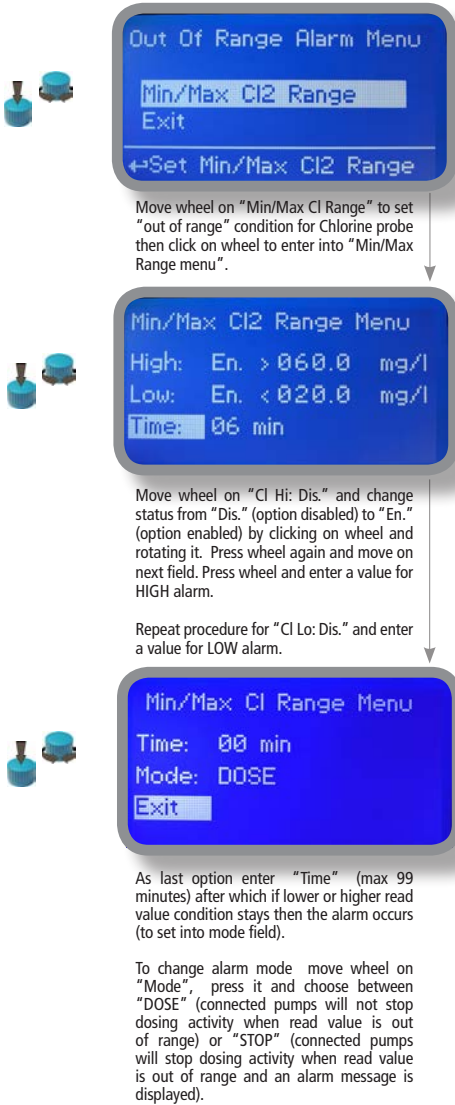 Out Of Range Alarm Menu
Min/Max Cl2 Range
Exit
↩Set Min/Max Cl2 Range
Move wheel on “Min/Max Cl Range” to set
“out of range” condition for Chlorine probe
then click on wheel to enter into “Min/Max
Range menu”.
Min/Max Cl2 Range Menu
High: En. >060.0 mg/l
Low: En. <020.0 mg/l
Time: 06 min
Move wheel on “Cl Hi: Dis.” and change
status from “Dis.” (option disabled) to “En.”
(option enabled) by clicking on wheel and
rotating it. Press wheel again and move on
next field. Press wheel and enter a value for
HIGH alarm.
Repeat procedure for “Cl Lo: Dis.” and enter
a value for LOW alarm.
Min/Max Cl Range Menu
Time: 00 min
Mode: DOSE
Exit
As last option enter “Time” (max 99
minutes) after which if lower or higher read
value condition stays then the alarm occurs
(to set into mode field).
To change alarm mode move wheel on
“Mode”, press it and choose between
“DOSE” (connected pumps will not stop
dosing activity when read value is out
of range) or “STOP” (connected pumps
will stop dosing activity when read value
is out of range and an alarm message is
displayed).